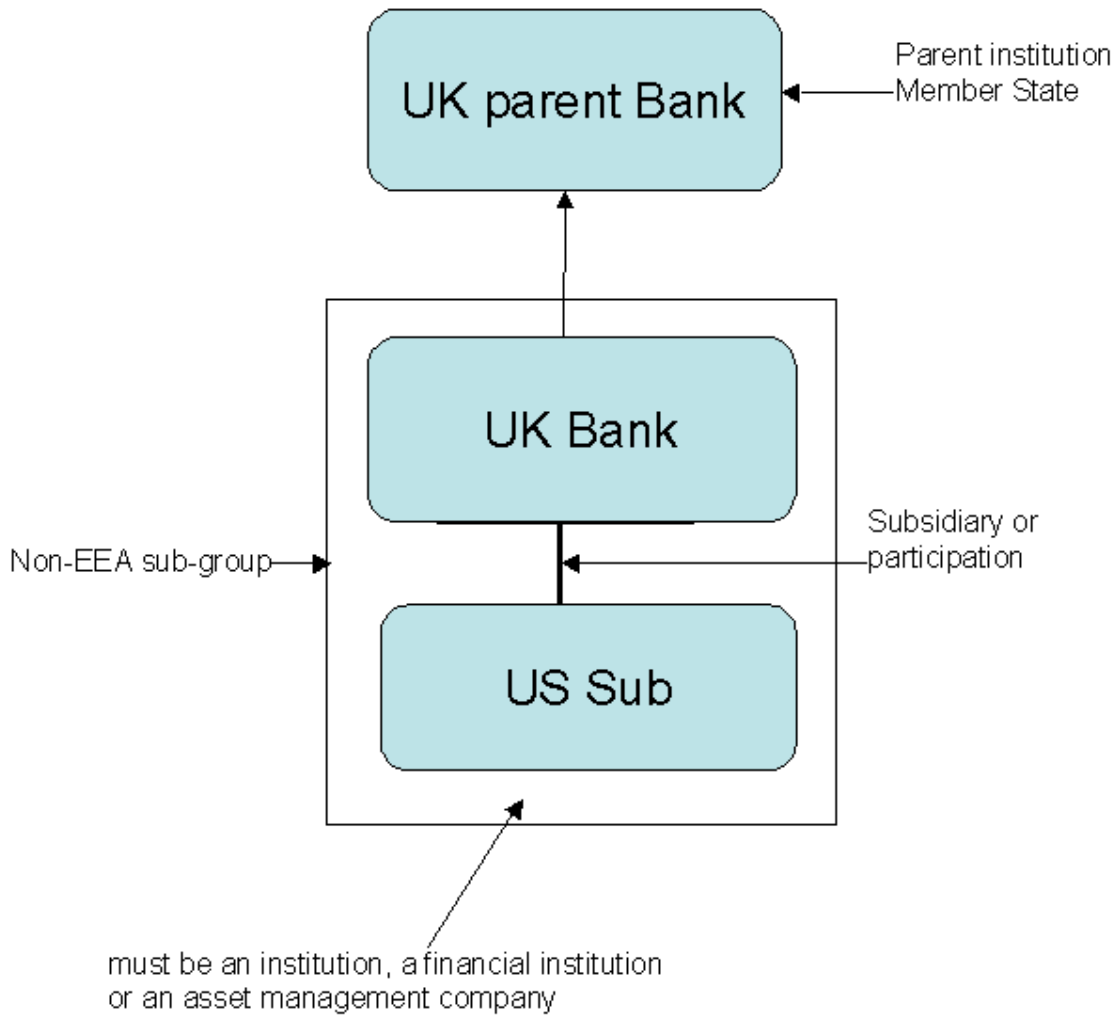 UK parent Bank
Parent institution
Member State
UK Bank
Non-EEA sub-group
Subsidiary or
participation
US Sub
must be an institution, a financial institution
or an asset management company